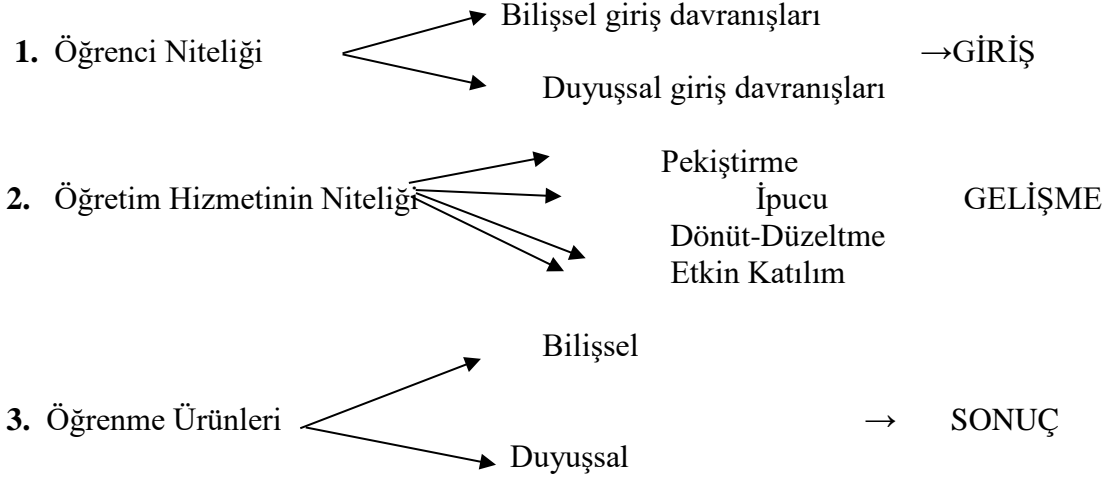 Bilişsel giriş davranışları
1. Öğrenci Niteliği →GİRİŞ
Duyuşsal giriş davranışları
Pekiştirme
2. Öğretim Hizmetinin Niteliği İpucu GELİŞME
Dönüt-Düzeltme
Etkin Katılım
Bilişsel
3. Öğrenme Ürünleri → SONUÇ
Duyuşsal